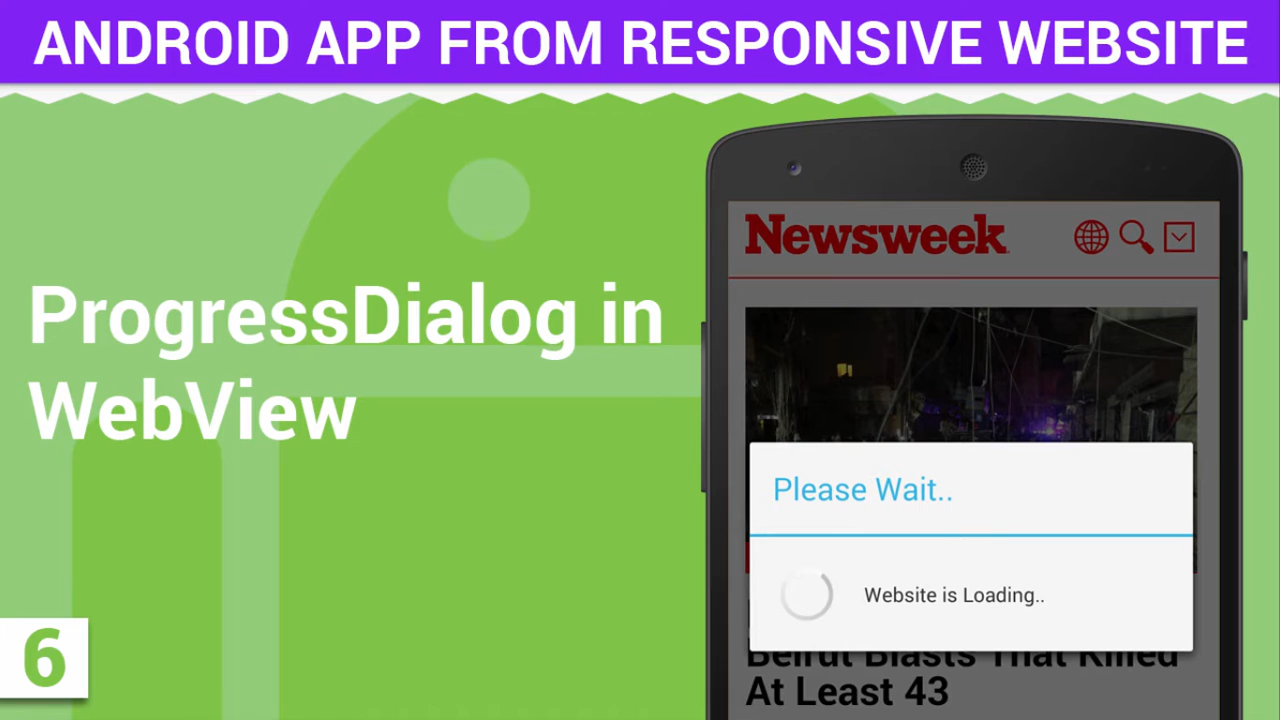 ANDROID APP FROM RESPONSIVE WEBSITE
ProgressDialog in
WebView
6
Newsweek
Please Wait..
Website is Loading..
Beirut Blasts That Killed
At Least 43